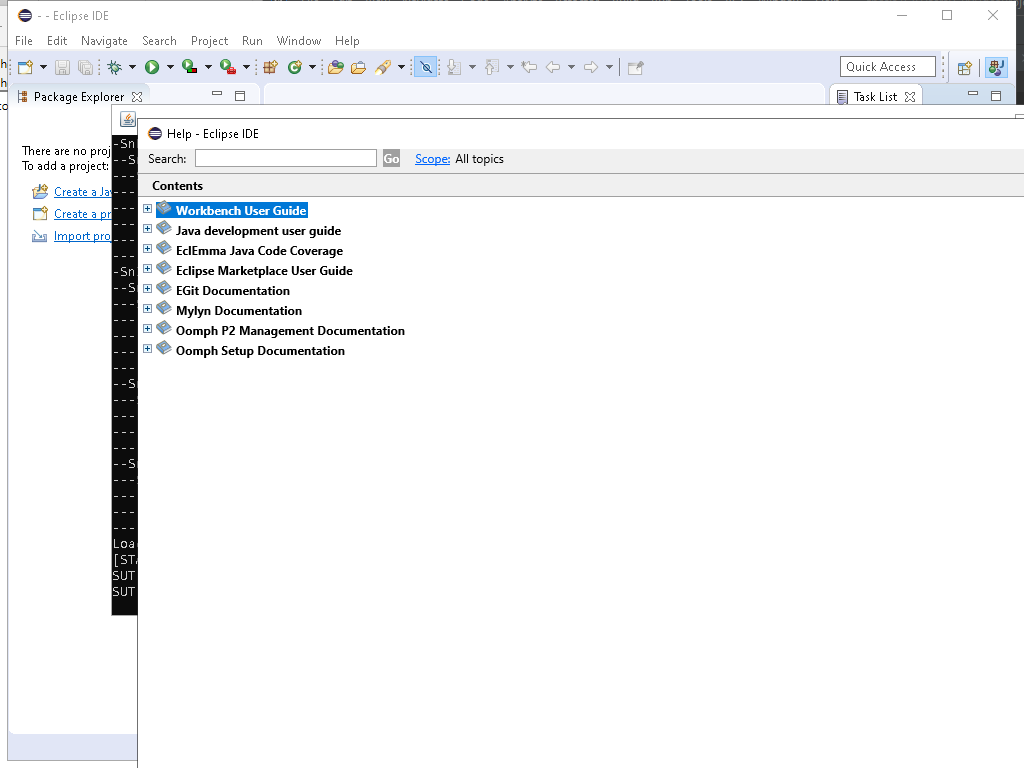 - - Eclipse IDE
File Edit Navigate Search Project Run Window Help
Quick Access
Package Explorer
Task List
There are no proj
To add a project:
Create a Ja
Create a pr
Import proj
Help - Eclipse IDE
Search: Go Scope: All topics
Contents
Workbench User Guide
Java development user guide
EclEmma Java Code Coverage
Eclipse Marketplace User Guide
EGit Documentation
Mylyn Documentation
Oomph P2 Management Documentation
Oomph Setup Documentation
-Sn
--S
-Sn
--S
--S
--S
Loa
[STA
SUT
SUT